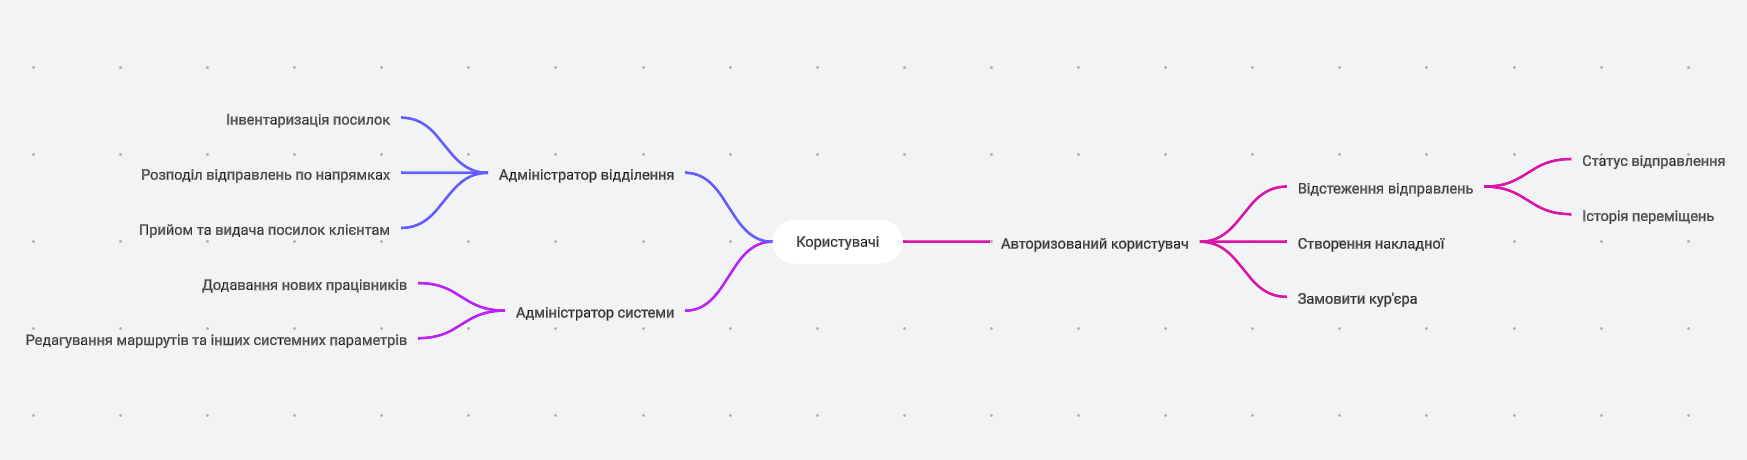 Інвентаризація посилок
Розподіл відправлень по напрямках
Прийом та видача посилок клієнтам
Адміністратор відділення
Додавання нових працівників
Редагування маршрутів та інших системних параметрів
Адміністратор системи
Користувачі
Авторизований користувач
Відстеження відправлень
Статус відправлення
Історія переміщень
Створення накладної
Замовити кур'єра